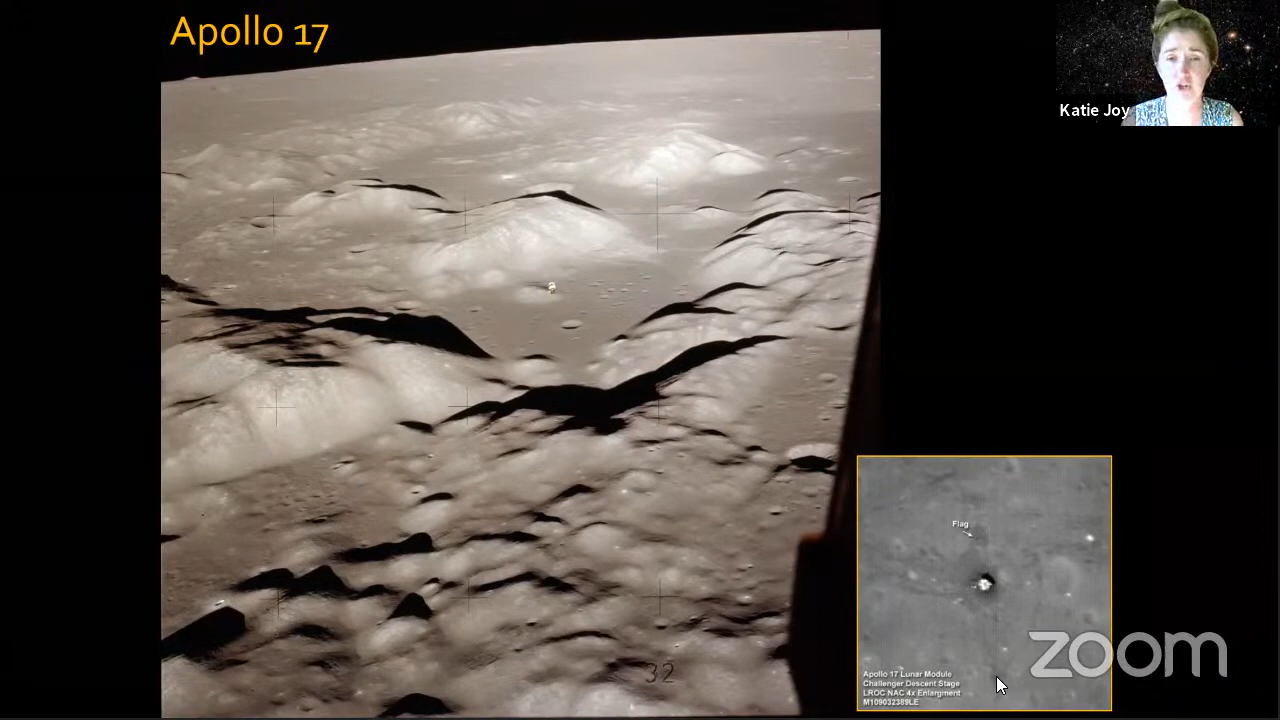 Apollo 17
Katie Joy
32
Flag
Apollo 17 Lunar Module
Challenger Descent Stage
LROC NAC 4x Enlargment
M109032389LE
zoom